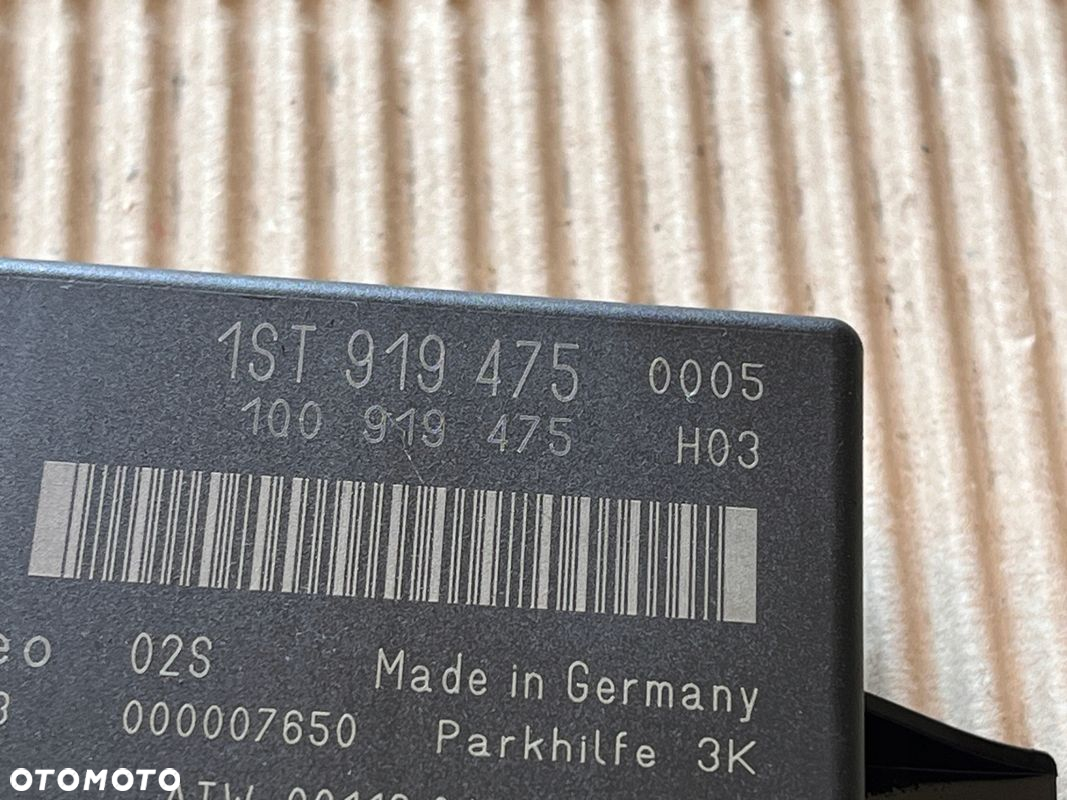 1ST 919 475 0005
1Q0 919 475 H03
02S Made in Germany
000007650 Parkhilfe 3K
OTOMOTO